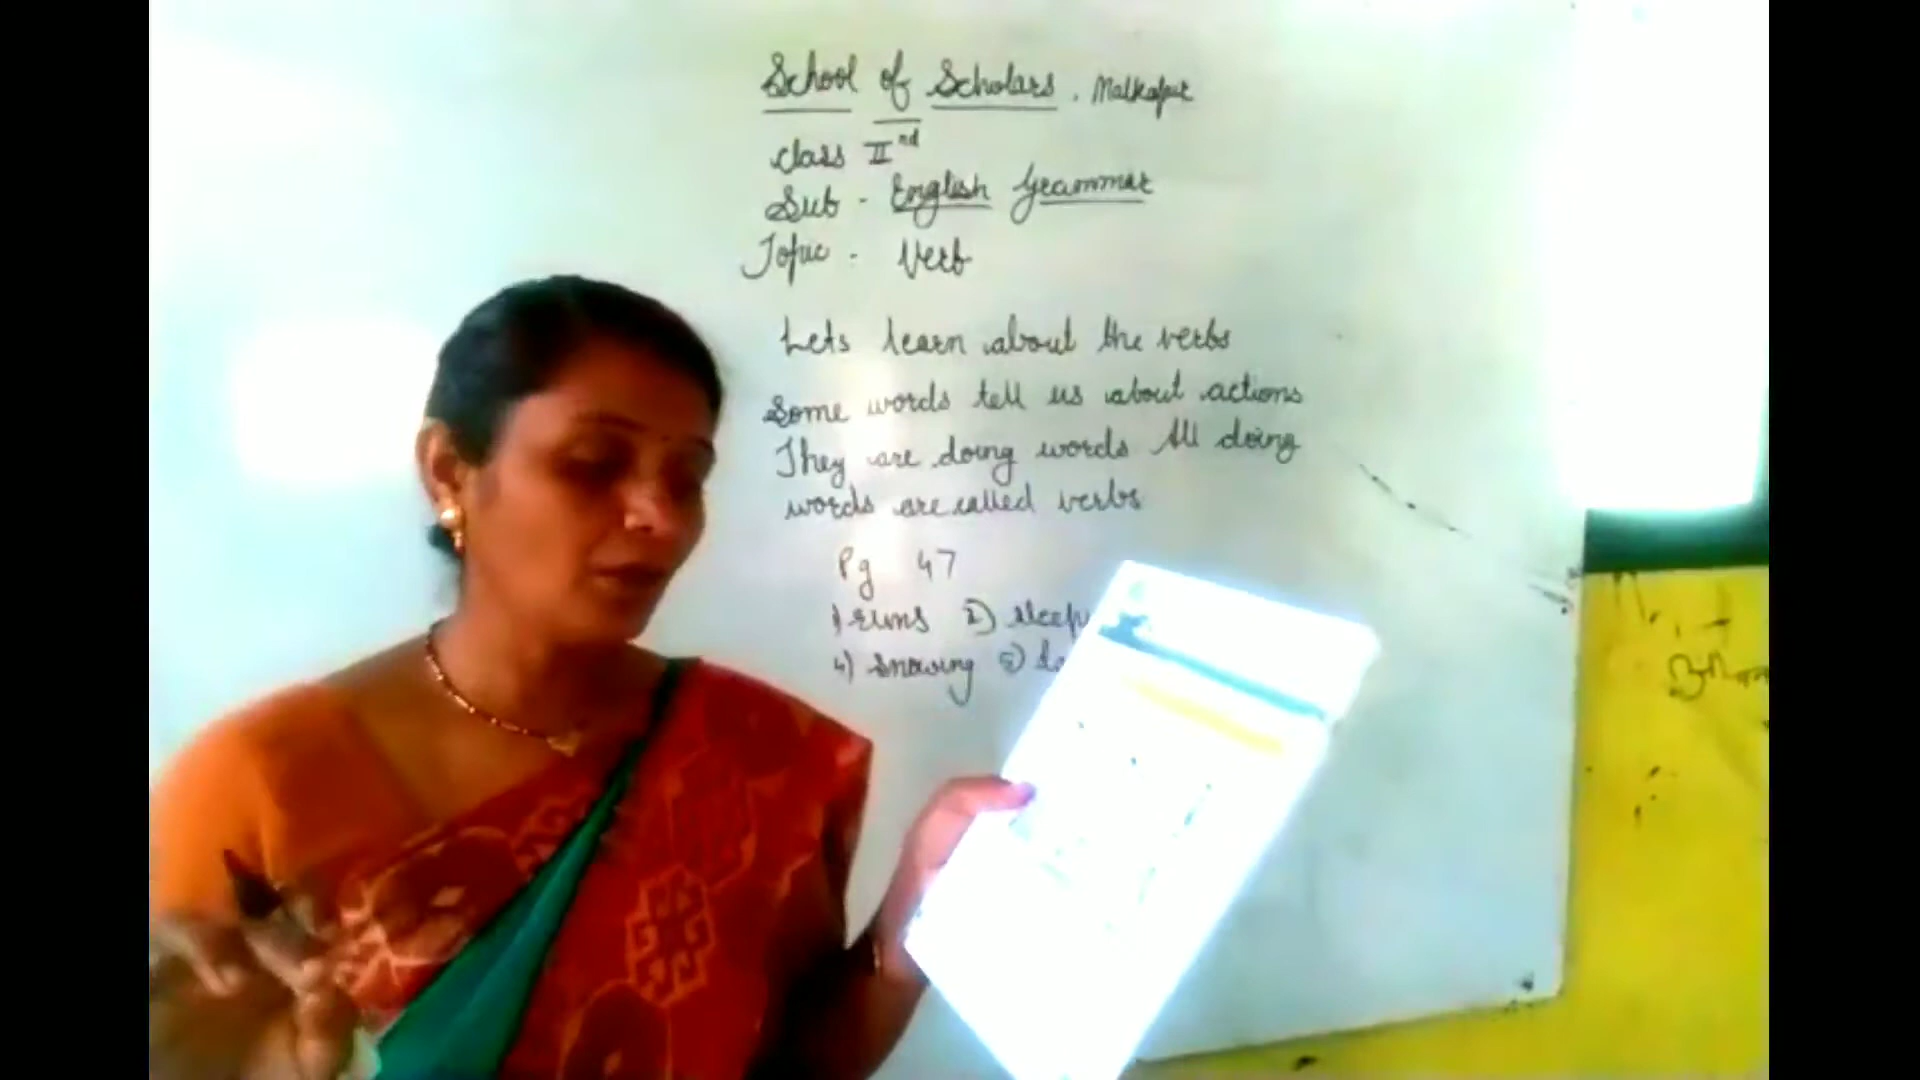 School of Scholars. Malkapur
Class IInd
Sub - English Grammar
Topic - Verb
Lets learn about the verbs
Some words tell us about actions
They are doing words All doing
words are called verbs
Pg 47
1) runs 2)
4) snowing 5)